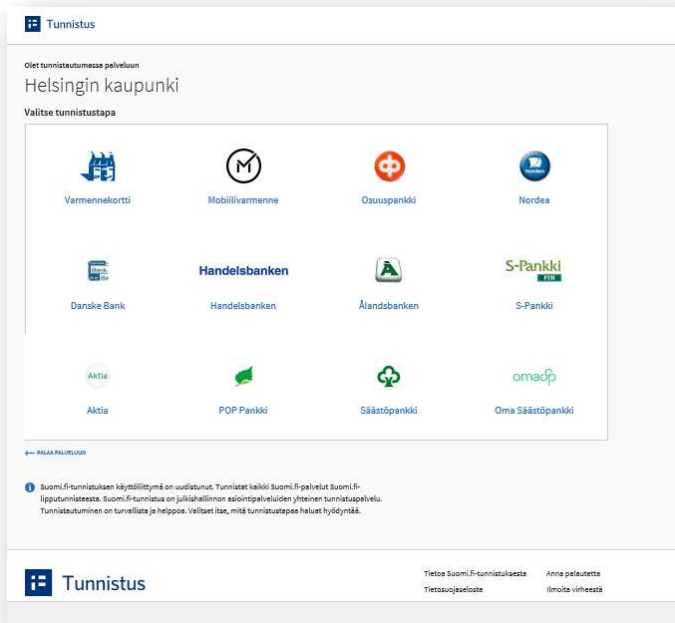 Tunnistus
Olet tunnistautumassa palveluun
Helsingin kaupunki
Valitse tunnistustapa
Varmennekortti
Mobiilivarmenne
Osuuspankki
Nordea
Handelsbanken
S-Pankki
FIN
Danske Bank
Handelsbanken
Ålandsbanken
S-Pankki
Aktia
omasp
Aktia
POP Pankki
Säästöpankki
Oma Säästöpankki
← PALAA PALVELUUN
Suomi.fi-tunnistuksen käyttöliittymä on uudistunut. Tunnistat kaikki Suomi.fi-palvelut Suomi.fi-
lipputunnisteesta. Suomi.fi-tunnistus on julkishallinnon asiointipalveluiden yhteinen tunnistuspalvelu.
Tunnistautuminen on turvallista ja helppoa. Valitset itse, mitä tunnistustapaa haluat hyödyntää.
Tunnistus
Tietoa Suomi.fi-tunnistuksesta
Anna palautetta
Tietosuojaseloste
Ilmoita virheestä